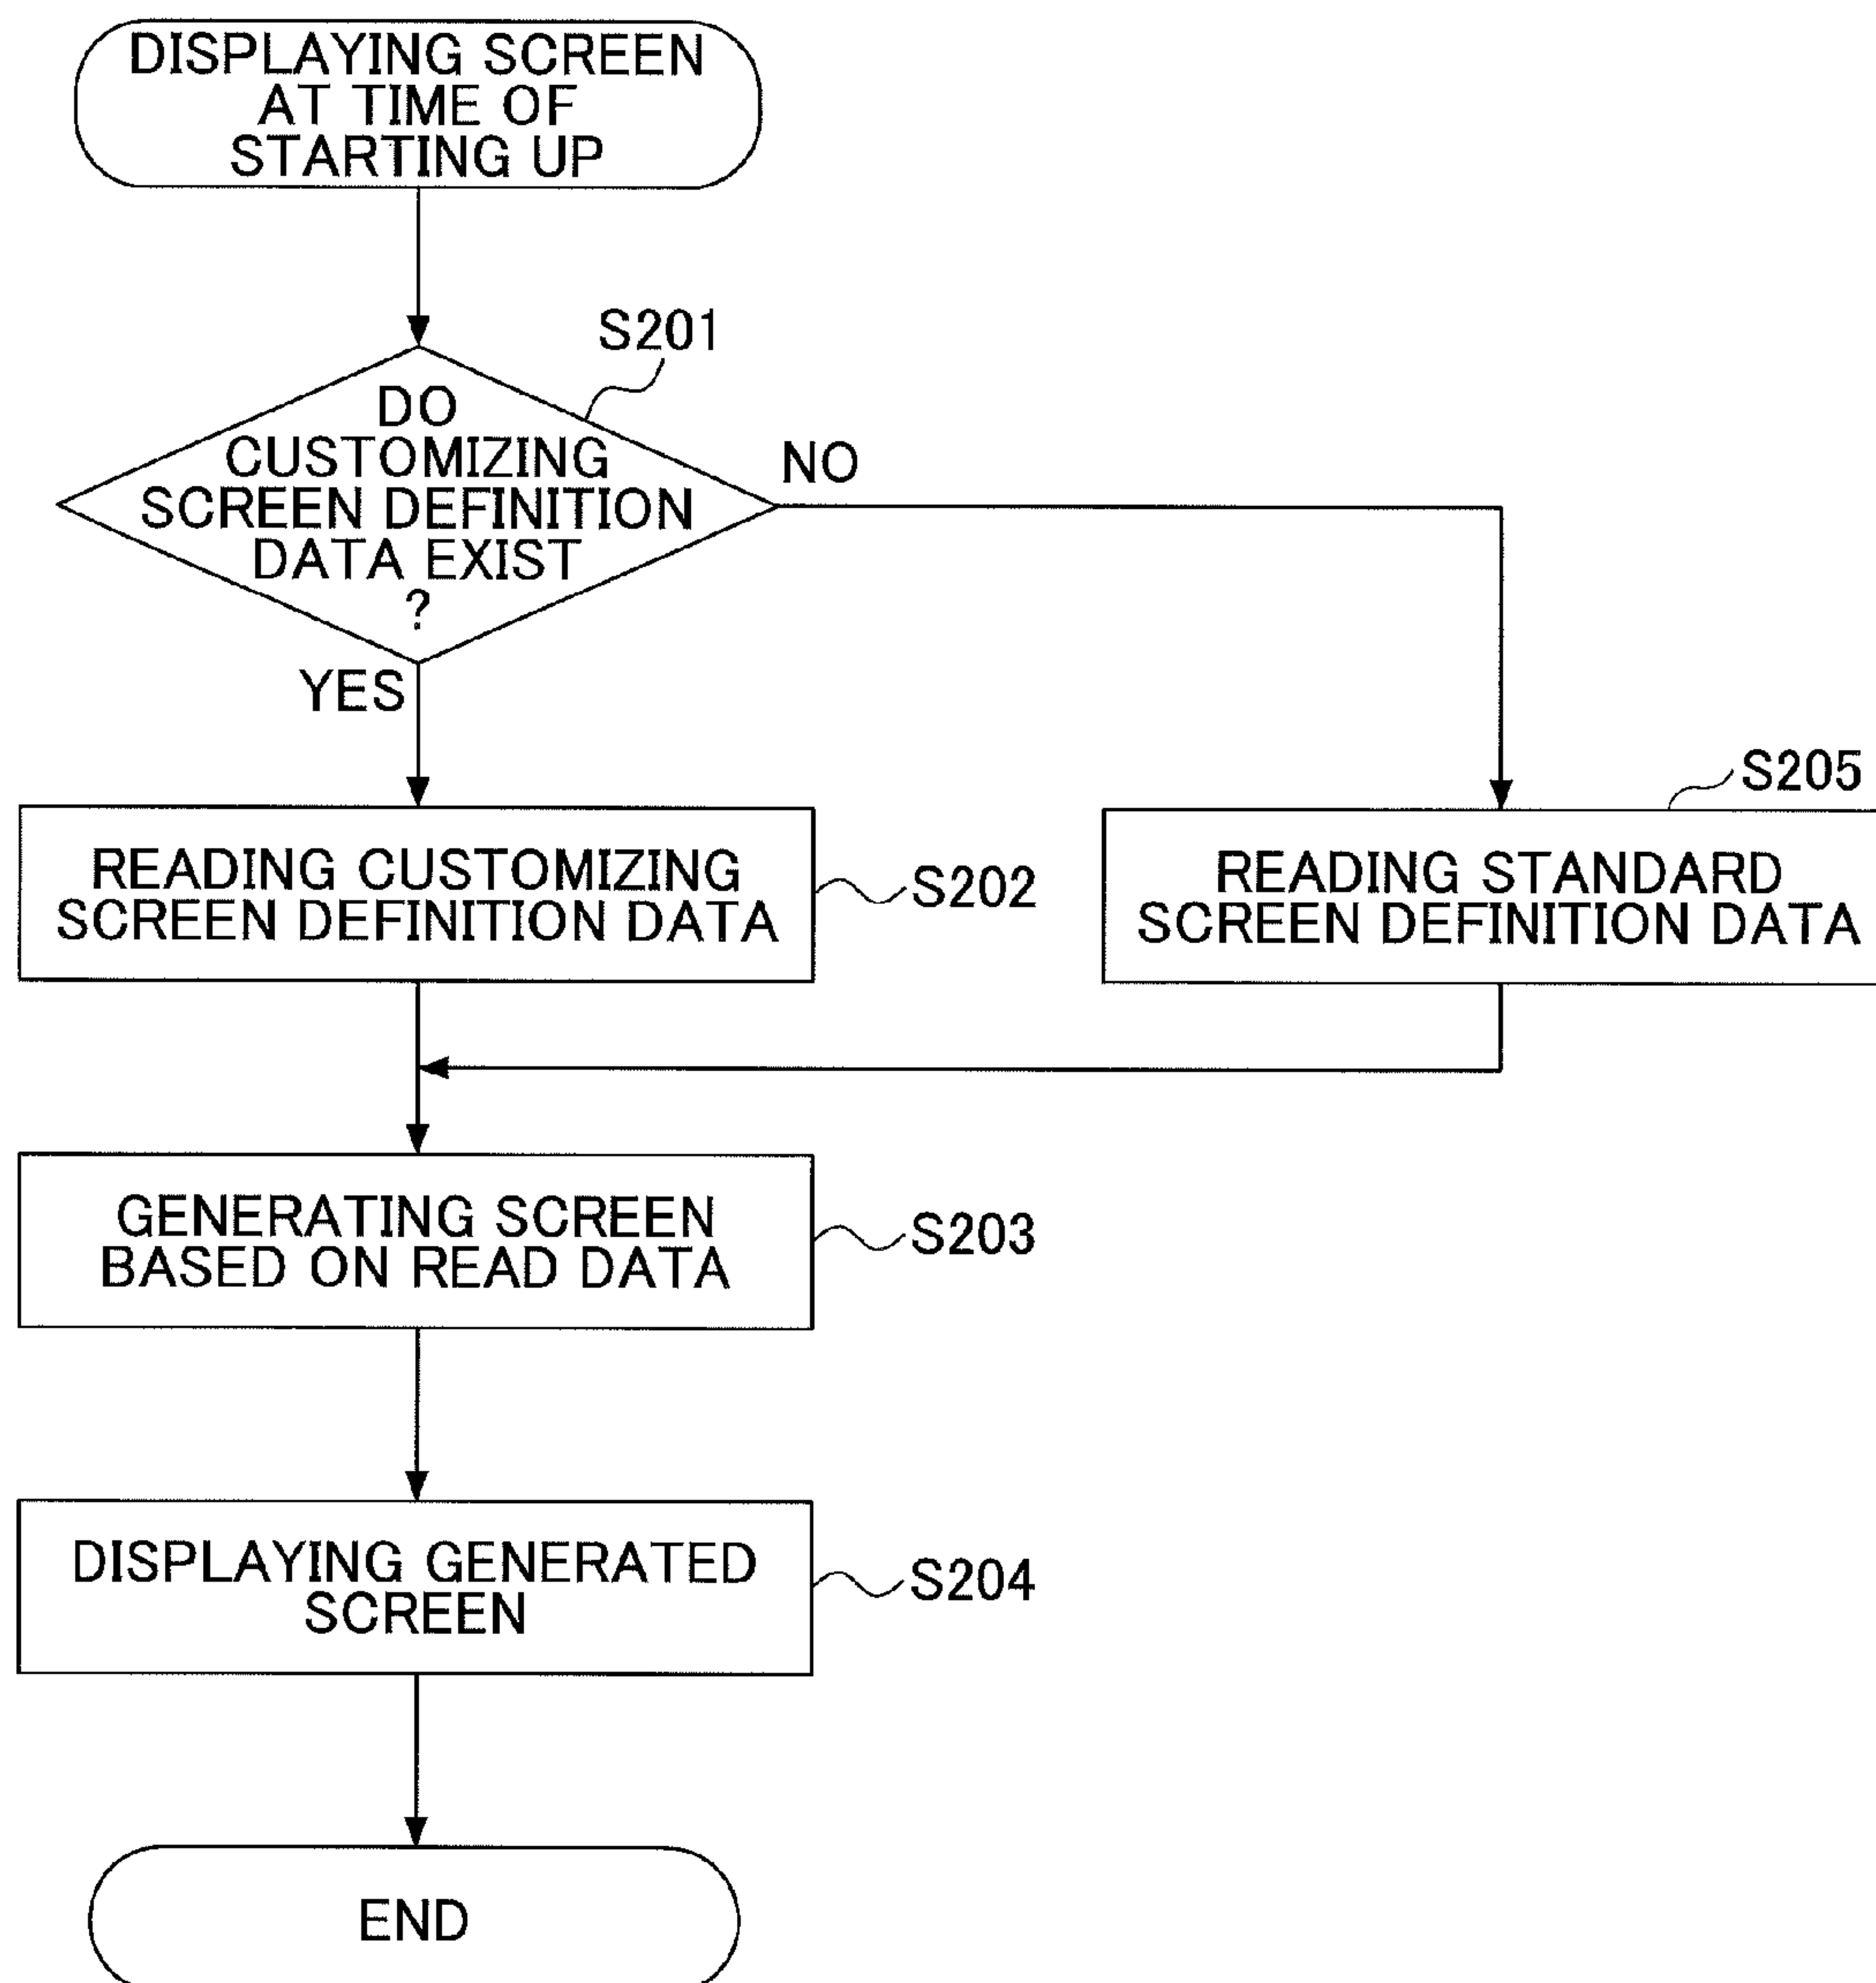 DISPLAYING SCREEN
AT TIME OF
STARTING UP
S201
DO
CUSTOMIZING
SCREEN DEFINITION
DATA EXIST
?
NO
YES
S205
READING CUSTOMIZING
SCREEN DEFINITION DATA
S202
READING STANDARD
SCREEN DEFINITION DATA
GENERATING SCREEN
BASED ON READ DATA
S203
DISPLAYING GENERATED
SCREEN
S204
END